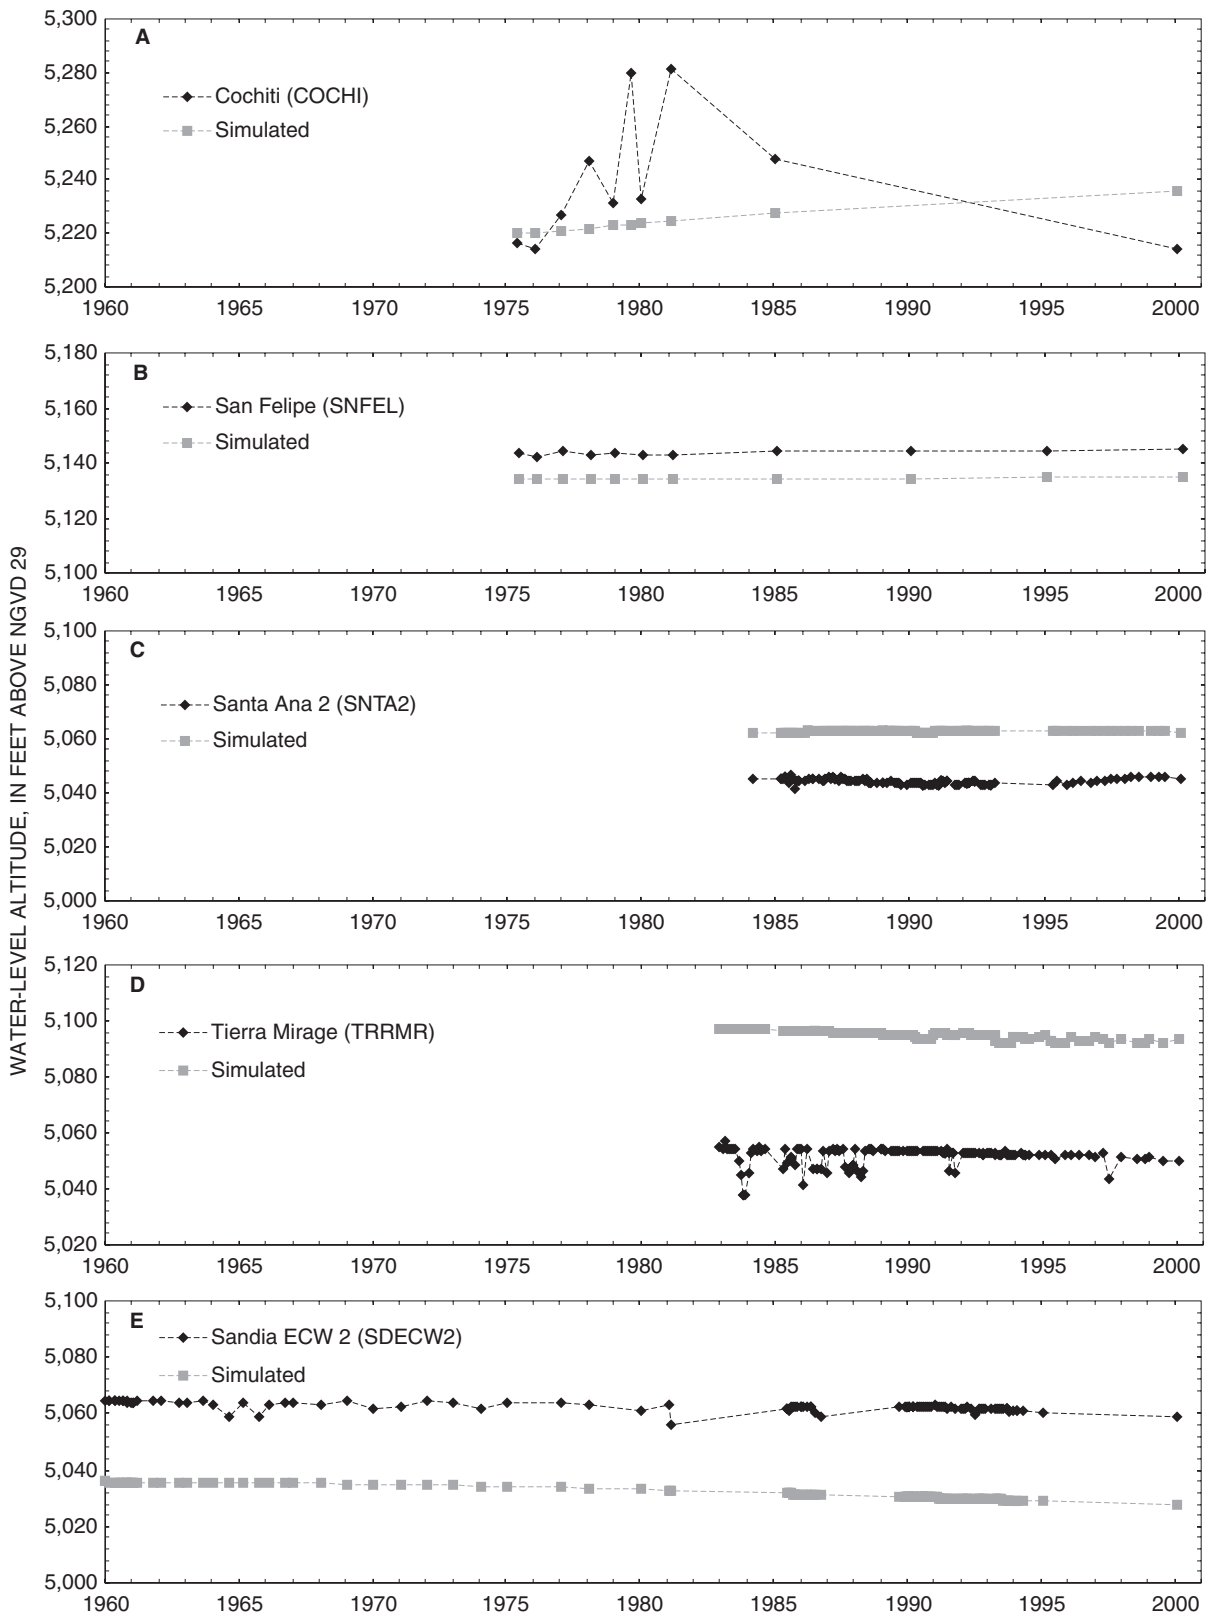 WATER-LEVEL ALTITUDE, IN FEET ABOVE NGVD 29
5,300
A
5,280
Cochiti (COCHI)
5,260
Simulated
5,240
5,220
5,200
1960 1965 1970 1975 1980 1985 1990 1995 2000
5,180
B
5,160
San Felipe (SNFEL)
Simulated
5,140
5,120
5,100
1960 1965 1970 1975 1980 1985 1990 1995 2000
5,100
C
5,080
Santa Ana 2 (SNTA2)
5,060
Simulated
5,040
5,020
5,000
1960 1965 1970 1975 1980 1985 1990 1995 2000
5,120
D
5,100
Tierra Mirage (TRRMR)
5,080
Simulated
5,060
5,040
5,020
1960 1965 1970 1975 1980 1985 1990 1995 2000
5,100
E
Sandia ECW 2 (SDECW2)
5,080
Simulated
5,060
5,040
5,020
5,000
1960 1965 1970 1975 1980 1985 1990 1995 2000